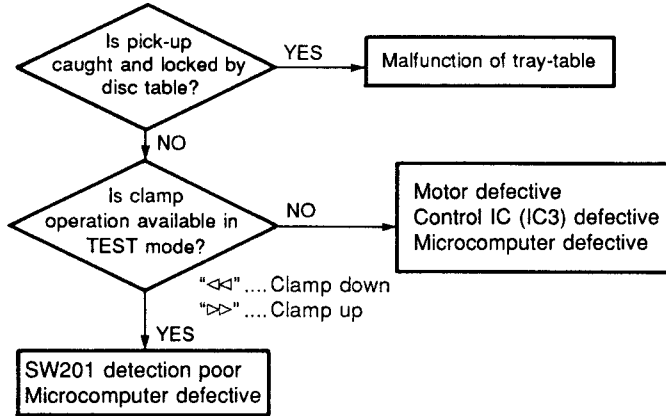 Is pick-up
caught and locked by
disc table?
YES
Malfunction of tray-table
NO
Is clamp
operation available in
TEST mode?
NO
Motor defective
Control IC (IC3) defective
Microcomputer defective
"◁◁" .... Clamp down
"▷▷" .... Clamp up
YES
SW201 detection poor
Microcomputer defective